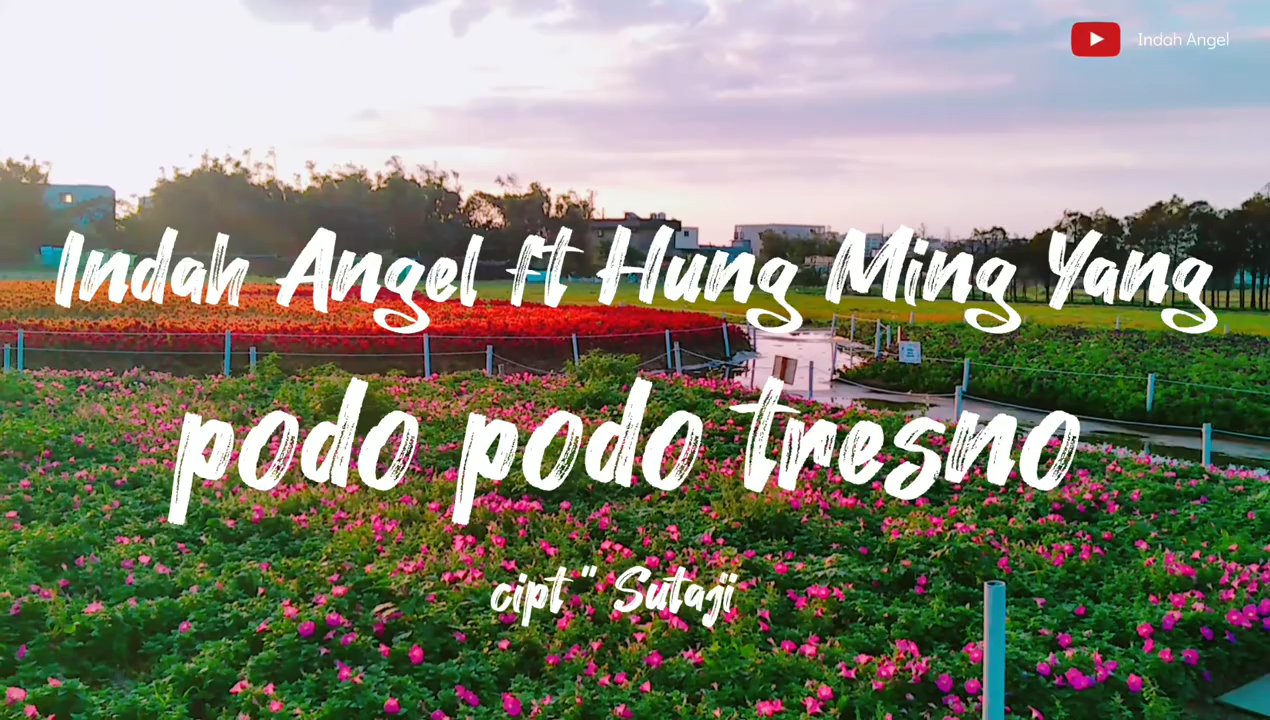 Indah Angel
Indah Angel ft Hung Ming Yang
podo podo tresno
cipt " Sutaji